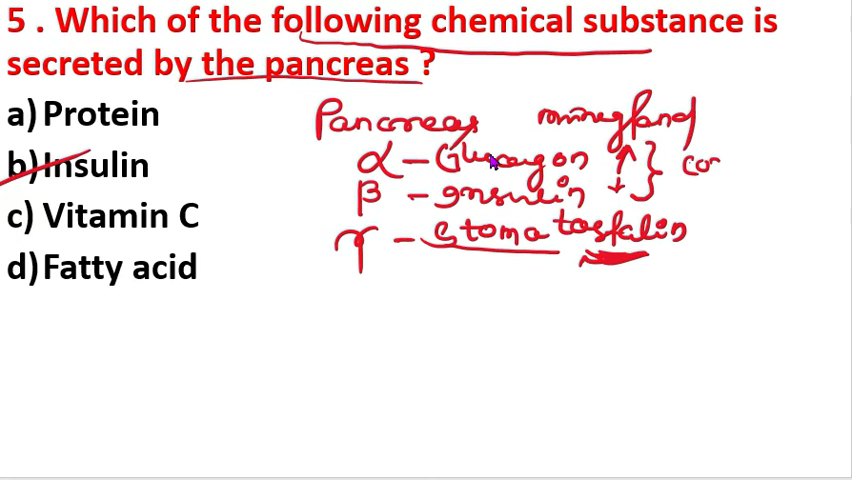 5 . Which of the following chemical substance is
secreted by the pancreas ?
a) Protein
b) Insulin
c) Vitamin C
d) Fatty acid
Pancreas gland
α – Glucagon ↑
β – Insulin ↓
γ –